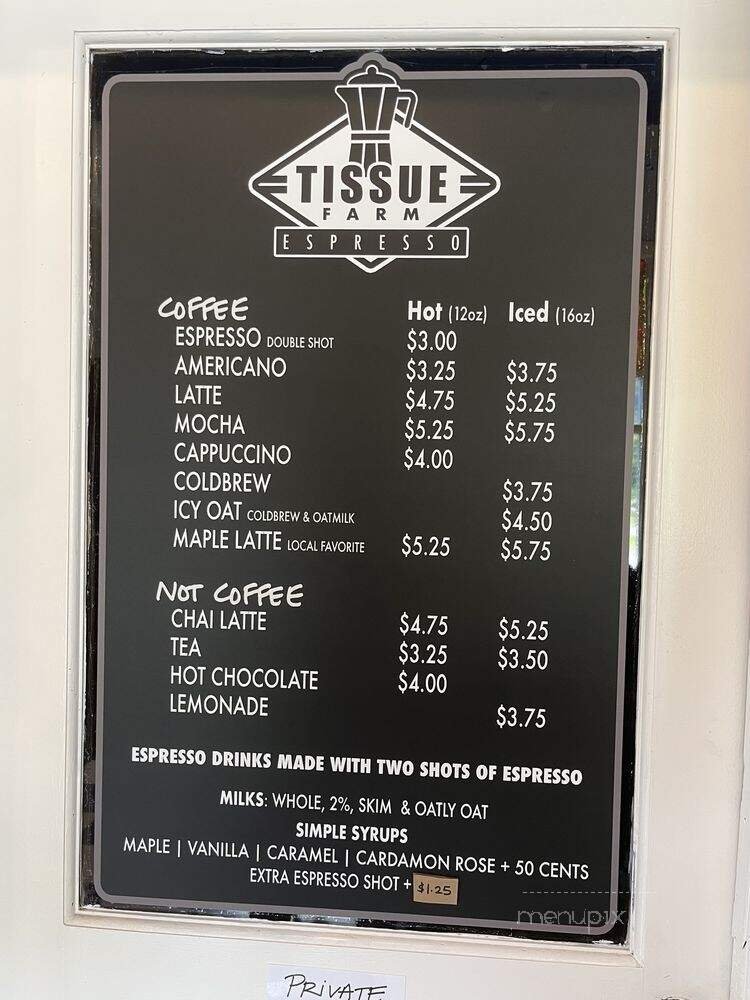 TISSUE
FARM
ESPRESSO
COFFEE Hot (12oz) Iced (16oz)
ESPRESSO DOUBLE SHOT $3.00
AMERICANO $3.25 $3.75
LATTE $4.75 $5.25
MOCHA $5.25 $5.75
CAPPUCCINO $4.00
COLDBREW $3.75
ICY OAT COLDBREW & OATMILK $4.50
MAPLE LATTE LOCAL FAVORITE $5.25 $5.75
NOT COFFEE
CHAI LATTE $4.75 $5.25
TEA $3.25 $3.50
HOT CHOCOLATE $4.00
LEMONADE $3.75
ESPRESSO DRINKS MADE WITH TWO SHOTS OF ESPRESSO
MILKS: WHOLE, 2%, SKIM & OATLY OAT
SIMPLE SYRUPS
MAPLE | VANILLA | CARAMEL | CARDAMON ROSE + 50 CENTS
EXTRA ESPRESSO SHOT + $1.25
menupix
PRIVATE